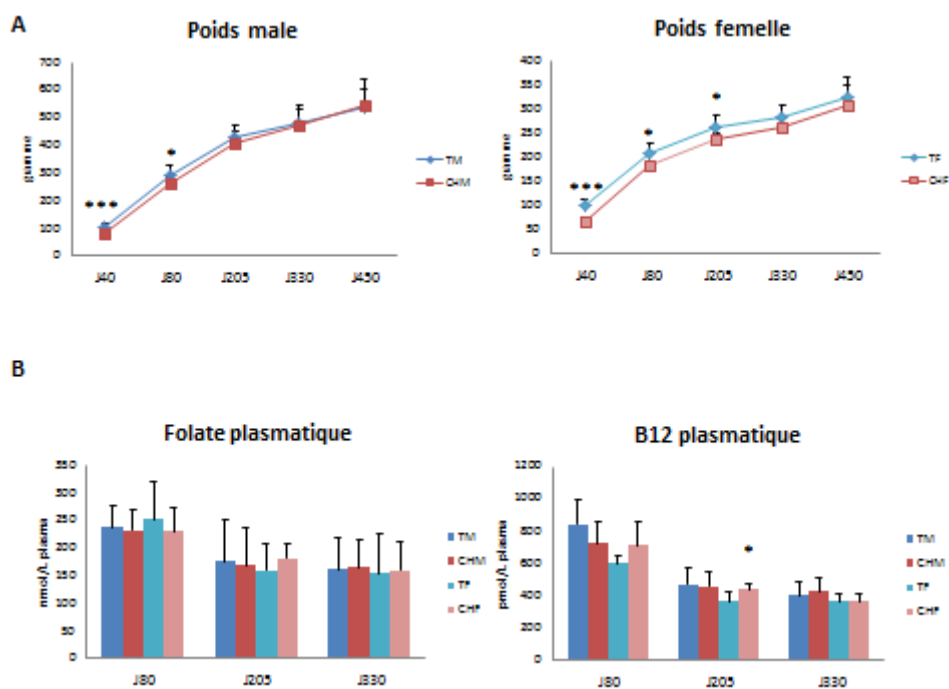 A
Poids male
Poids femelle
700
600
500
400
300
200
100
0
gramme
***
*
J40
J80
J205
J330
J450
TM
CHM
400
350
300
250
200
150
100
50
0
gramme
***
*
*
J40
J80
J205
J330
J450
TF
CHF
B
Folate plasmatique
B12 plasmatique
350
300
250
200
150
100
50
0
nmol/L plasma
J80
J205
J330
TM
CHM
TF
CHF
1200
1000
800
600
400
200
0
pmol/L plasma
*
J80
J205
J330
TM
CHM
TF
CHF